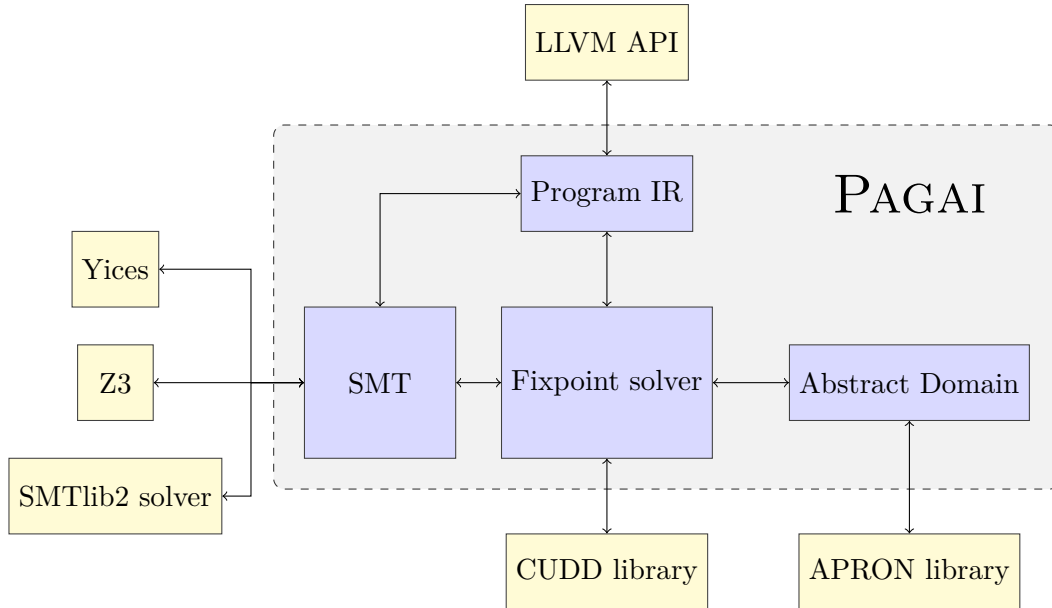 LLVM API
Program IR
PAGAI
Yices
Z3
SMT
Fixpoint solver
Abstract Domain
SMTlib2 solver
CUDD library
APRON library